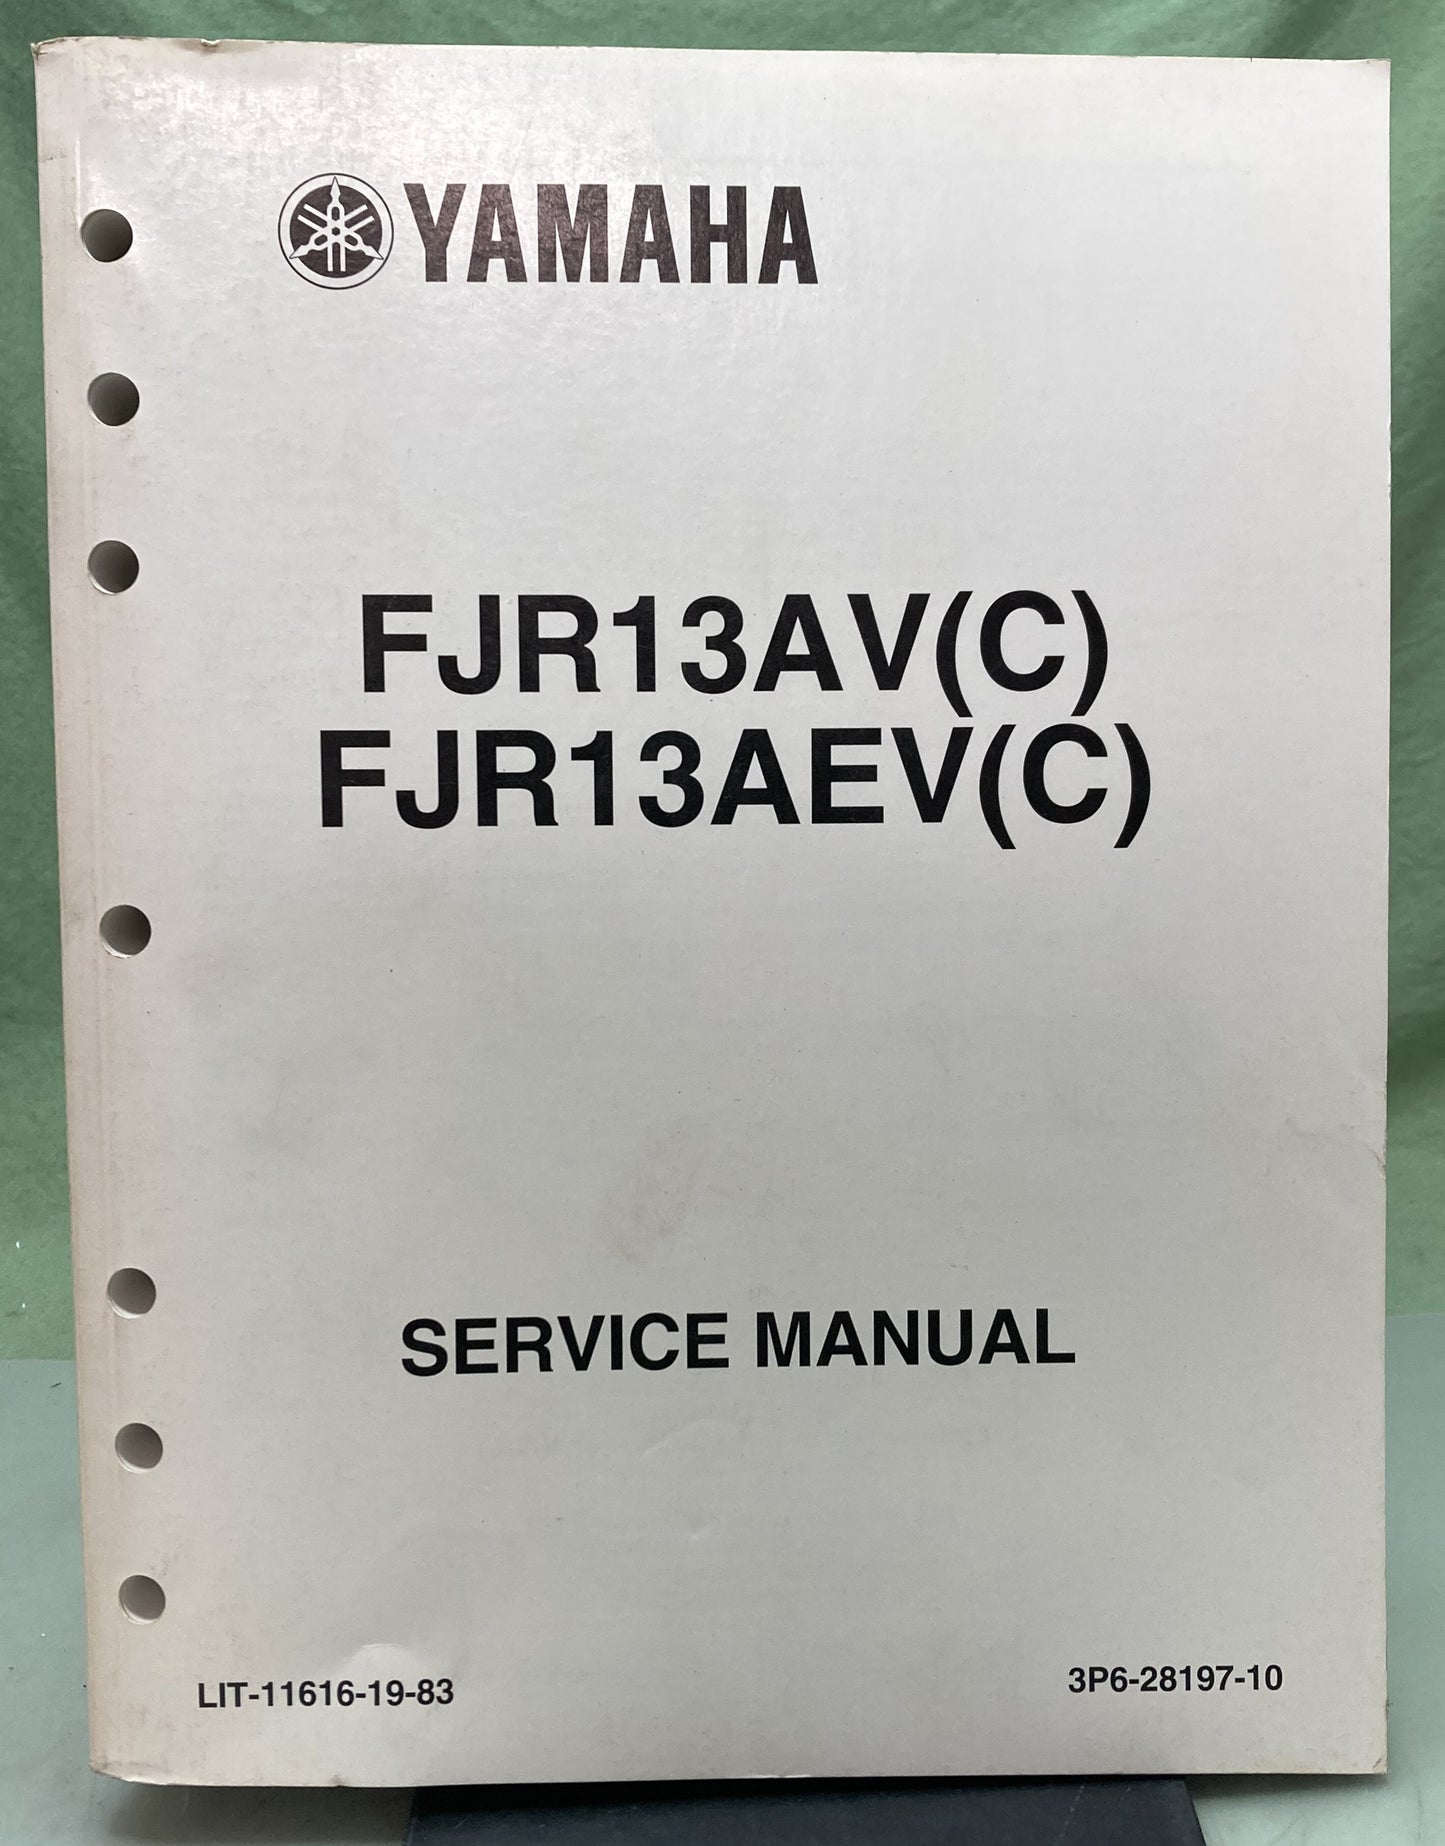 YAMAHA
FJR13AV(C)
FJR13AEV(C)
SERVICE MANUAL
LIT-11616-19-83
3P6-28197-10